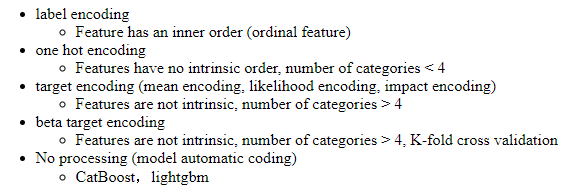 label encoding
Feature has an inner order (ordinal feature)
one hot encoding
Features have no intrinsic order, number of categories < 4
target encoding (mean encoding, likelihood encoding, impact encoding)
Features are not intrinsic, number of categories > 4
beta target encoding
Features are not intrinsic, number of categories > 4, K-fold cross validation
No processing (model automatic coding)
CatBoost，lightgbm